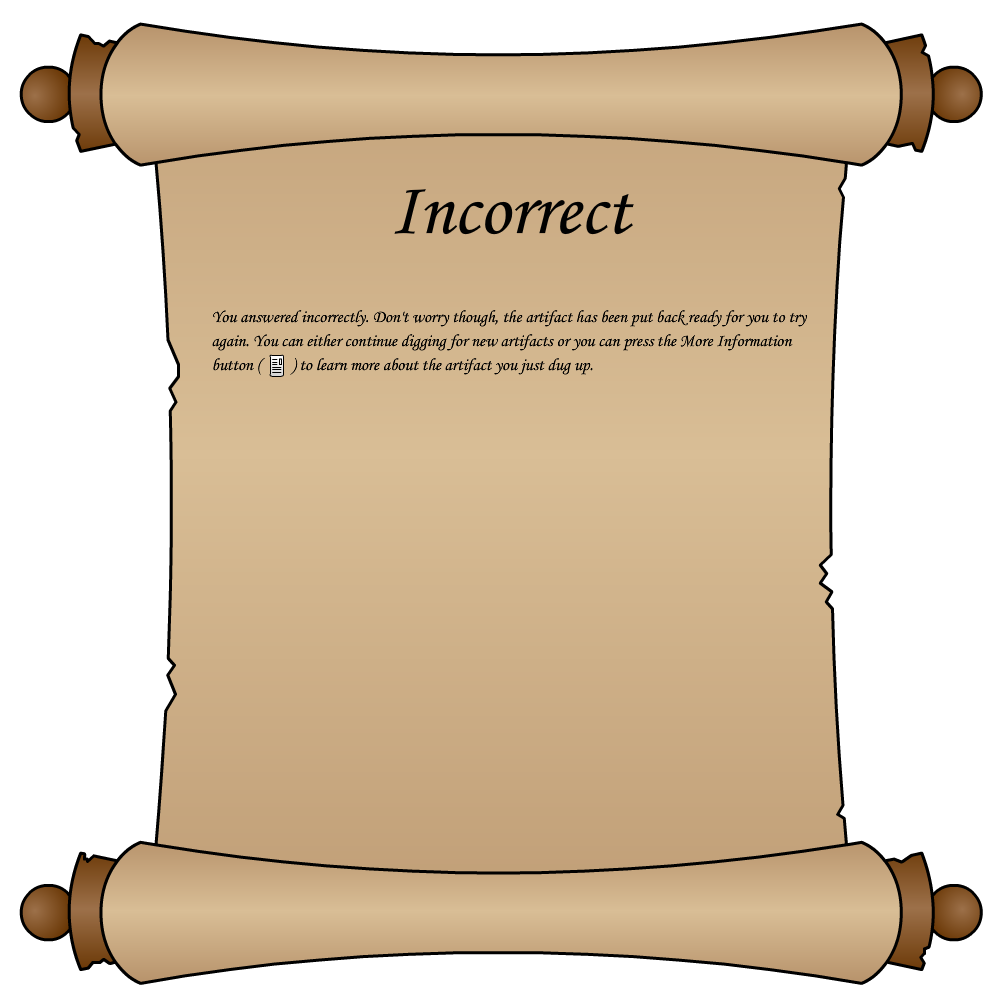 Incorrect
You answered incorrectly. Don't worry though, the artifact has been put back ready for you to try
again. You can either continue digging for new artifacts or you can press the More Information
button ( ) to learn more about the artifact you just dug up.